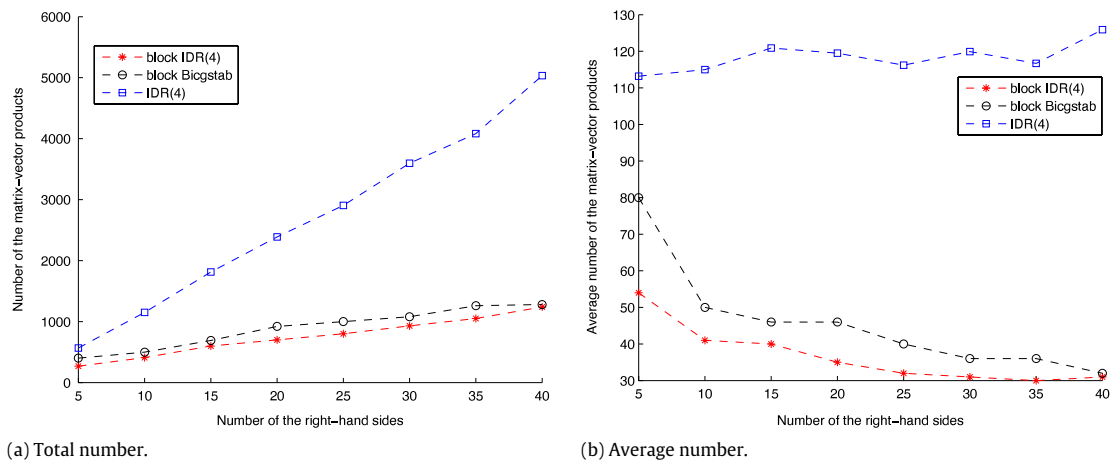 6000
5000
4000
3000
2000
1000
0
Number of the matrix-vector products
block IDR(4)
block Bicgstab
IDR(4)
5 10 15 20 25 30 35 40
Number of the right-hand sides
(a) Total number.
130
120
110
100
90
80
70
60
50
40
30
Average number of the matrix-vector products
block IDR(4)
block Bicgstab
IDR(4)
5 10 15 20 25 30 35 40
Number of the right-hand sides
(b) Average number.